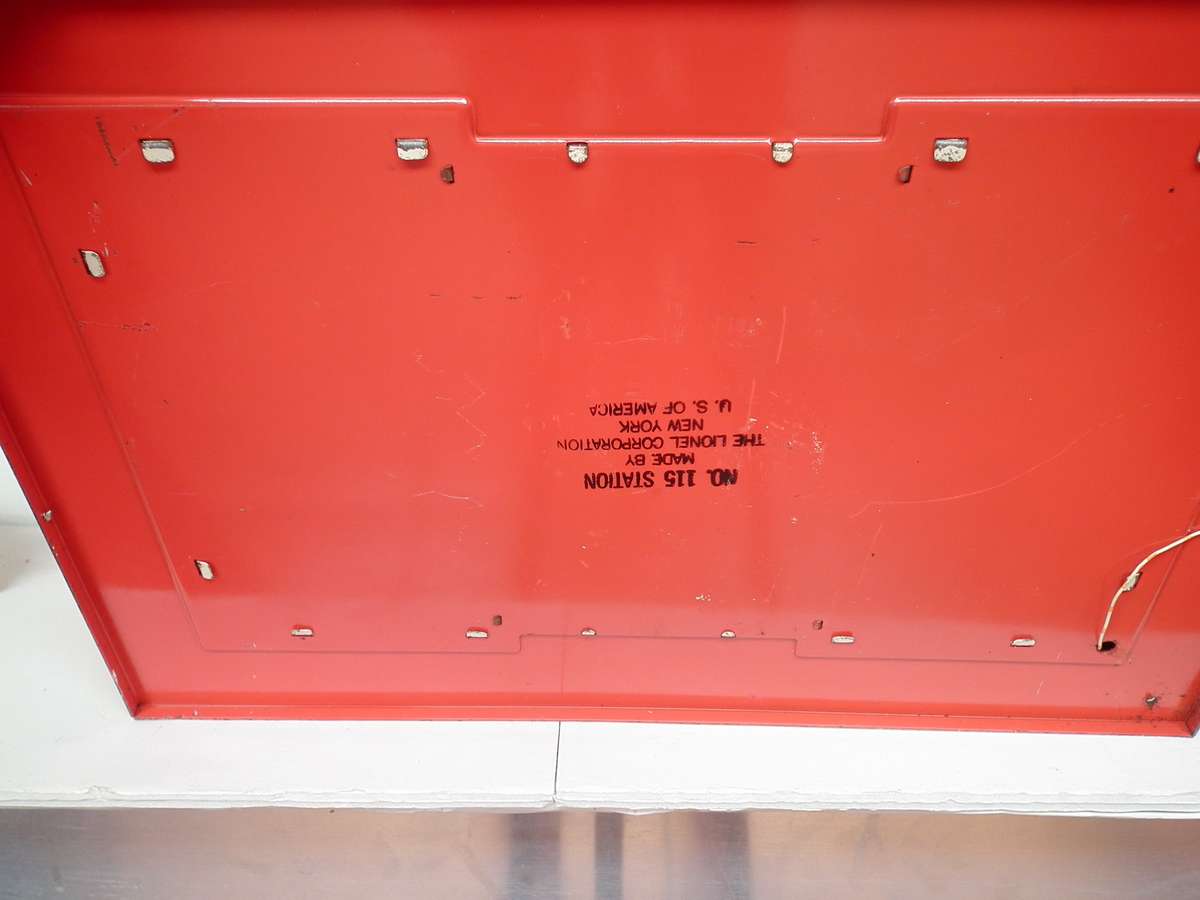 NO. 115 STATION
MADE BY
THE LIONEL CORPORATION
NEW YORK
U. S. OF AMERICA